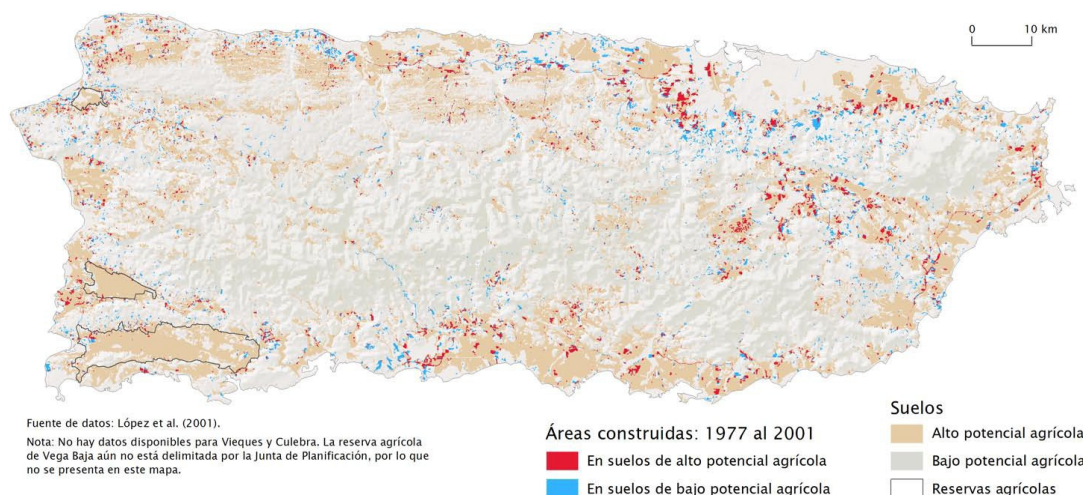 0 10 km
Fuente de datos: López et al. (2001).
Nota: No hay datos disponibles para Vieques y Culebra. La reserva agrícola
de Vega Baja aún no está delimitada por la Junta de Planificación, por lo que
no se presenta en este mapa.
Áreas construidas: 1977 al 2001
En suelos de alto potencial agrícola
En suelos de bajo potencial agrícola
Suelos
Alto potencial agrícola
Bajo potencial agrícola
Reservas agrícolas